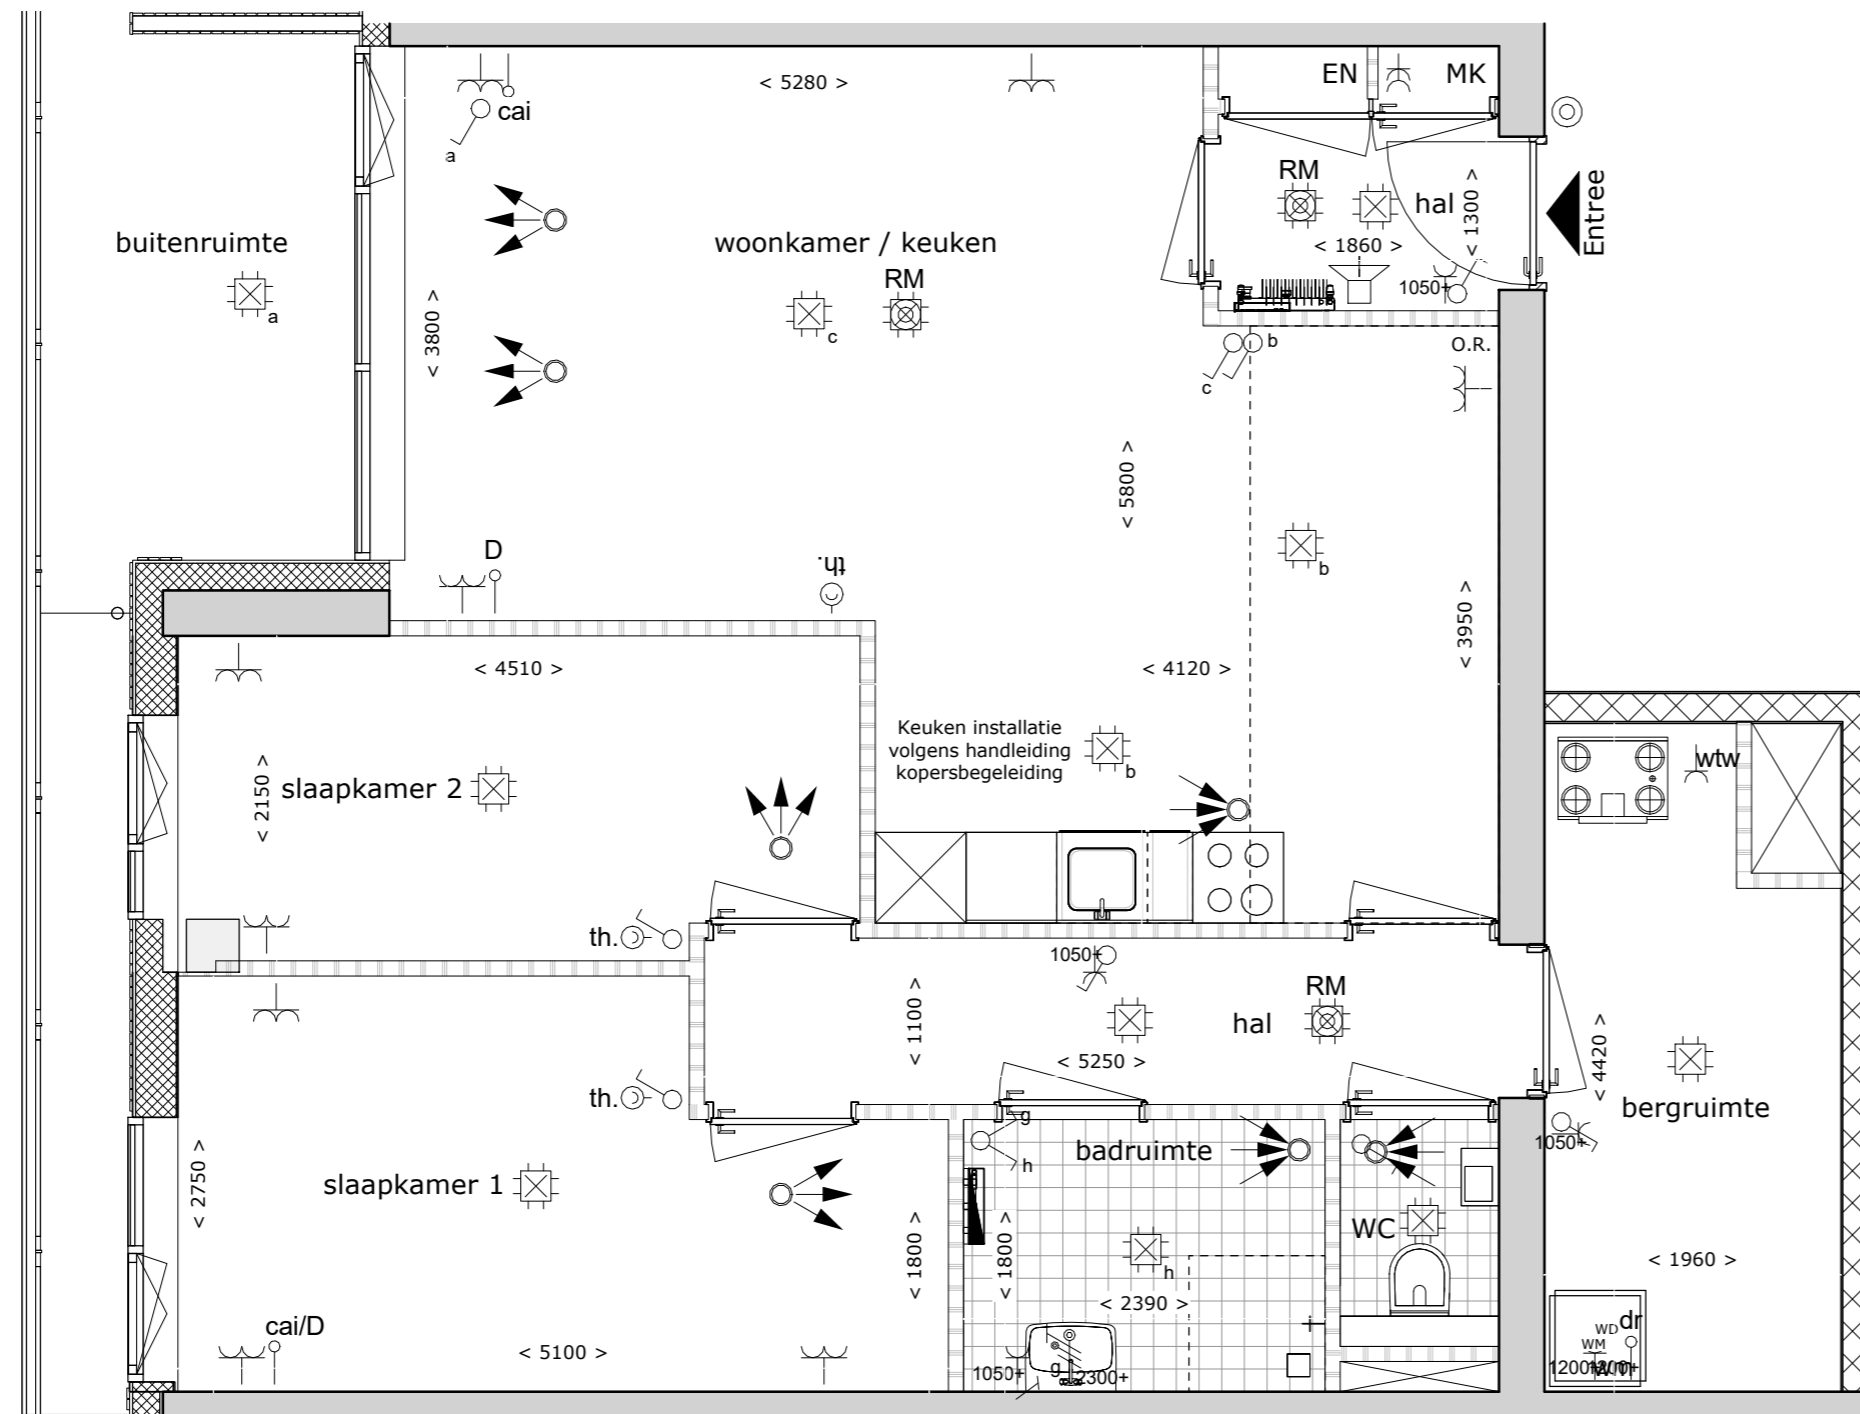 EN
MK
< 5280 >
cai
a
RM
hal
< 1300 >
Entree
buitenruimte
a
woonkamer / keuken
RM
c
< 1860 >
1050+
< 3800 >
b
c
O.R.
< 5800 >
D
th.
b
< 3950 >
< 4510 >
< 4120 >
Keuken installatie
volgens handleiding
kopersbegeleiding
b
wtw
slaapkamer 2
< 2150 >
th.
1050+
RM
hal
< 1100 >
< 5250 >
< 4420 >
th.
bergruimte
g
h
badruimte
1050+
slaapkamer 1
< 2750 >
WC
< 1800 >
< 1800 >
h
< 1960 >
< 2390 >
cai/D
< 5100 >
WD
dr
WM
1050+
g
2300+
1200+
wm